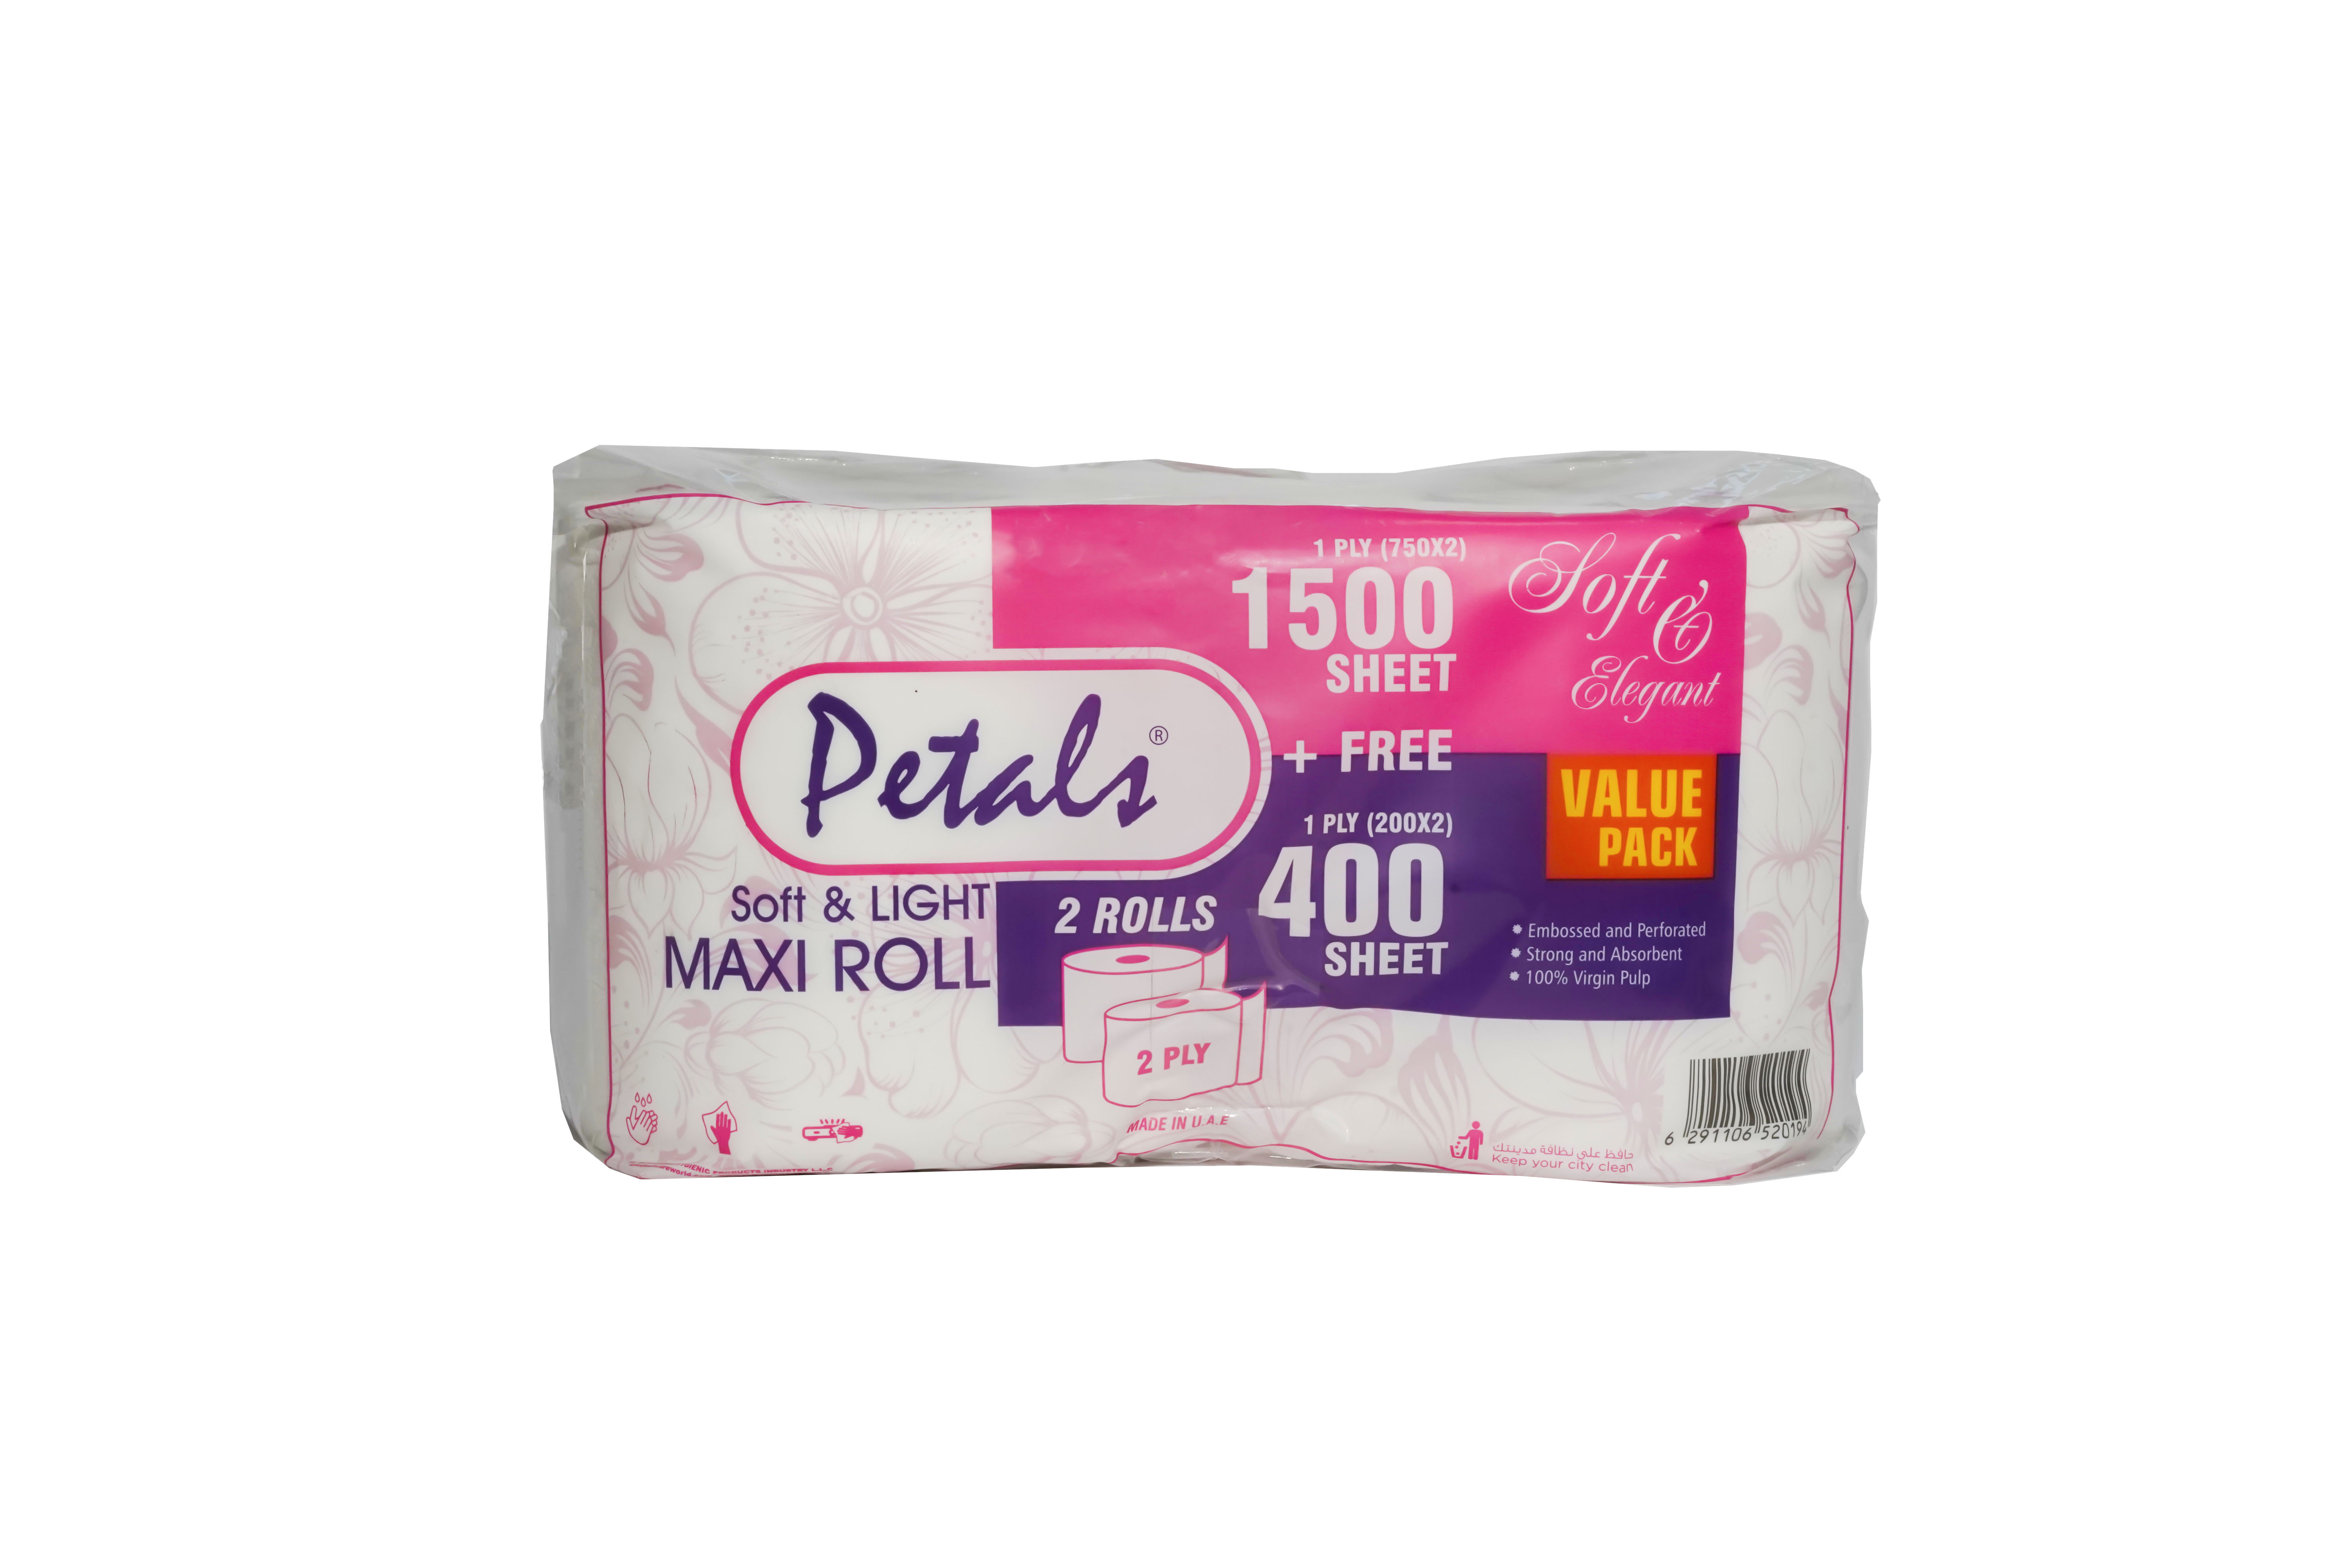 1 PLY (750X2)
1500
SHEET
+ FREE
1 PLY (200X2)
400
SHEET
Soft
&
Elegant
Petals®
Soft & LIGHT
MAXI ROLL
2 ROLLS
2 PLY
VALUE
PACK
* Embossed and Perforated
* Strong and Absorbent
* 100% Virgin Pulp
MADE IN U.A.E
PRODUCTS INDUSTRY L.L.C
حافظ على نظافة مدينتك
Keep your city clean
6 291106 520194